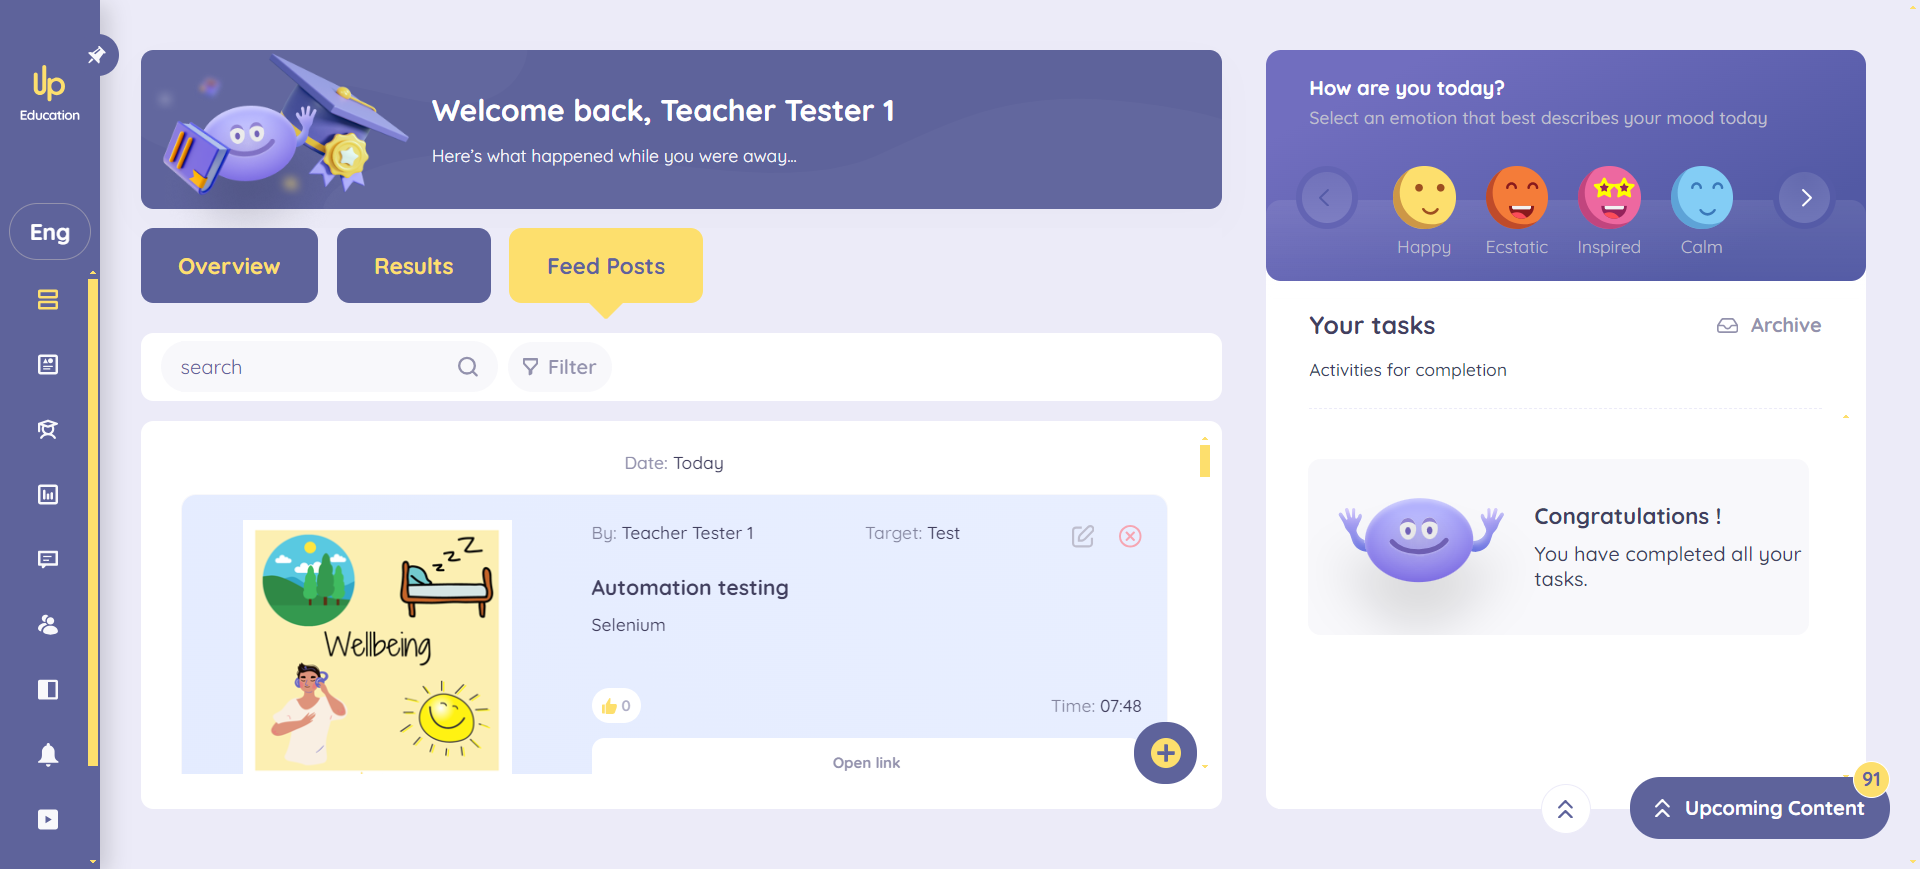 Up
Education
Eng
Welcome back, Teacher Tester 1
Here’s what happened while you were away...
Overview
Results
Feed Posts
search
Filter
Date: Today
By: Teacher Tester 1
Target: Test
Automation testing
Selenium
Wellbeing
zzZ
0
Time: 07:48
Open link
How are you today?
Select an emotion that best describes your mood today
Happy
Ecstatic
Inspired
Calm
Your tasks
Archive
Activities for completion
Congratulations !
You have completed all your
tasks.
91
Upcoming Content